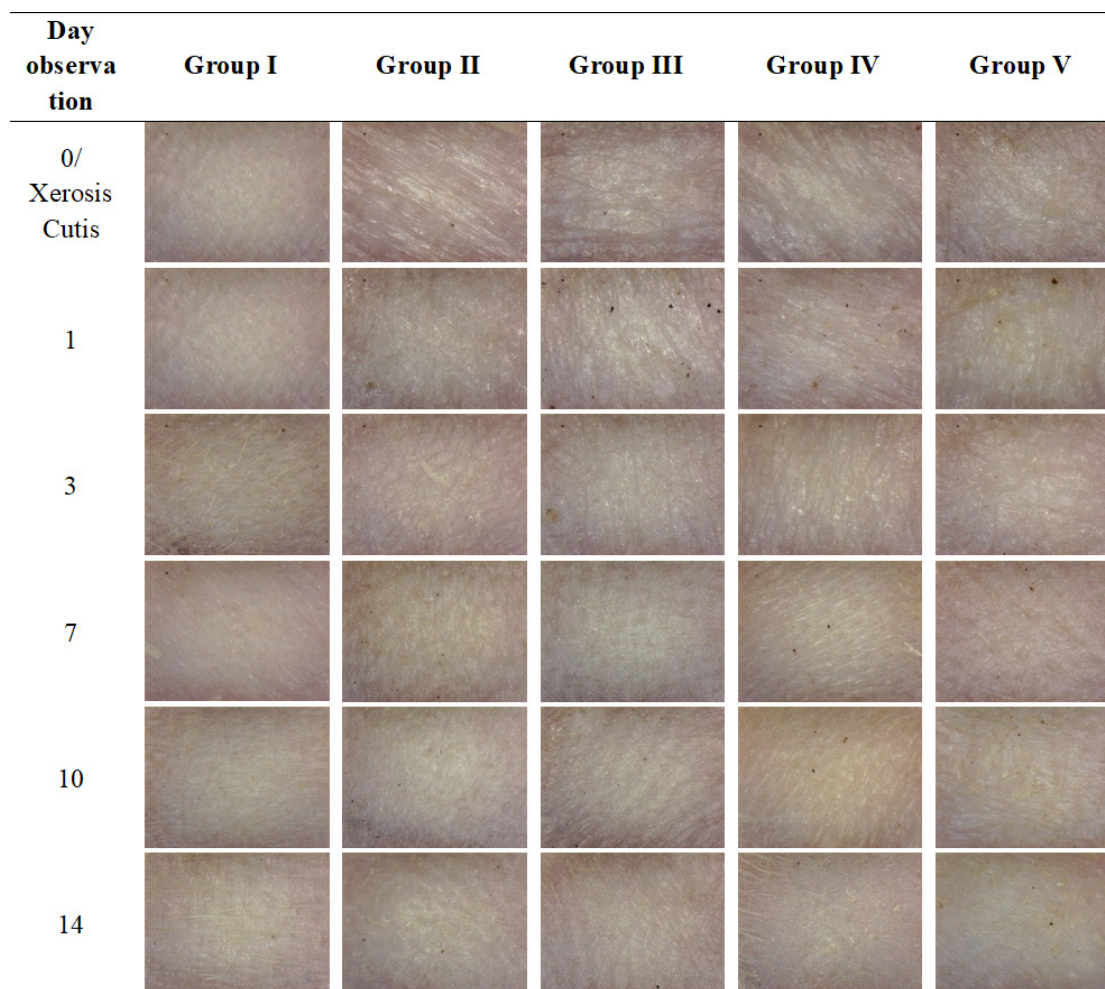 Day
observa
tion
Group I
Group II
Group III
Group IV
Group V
0/
Xerosis
Cutis
1
3
7
10
14